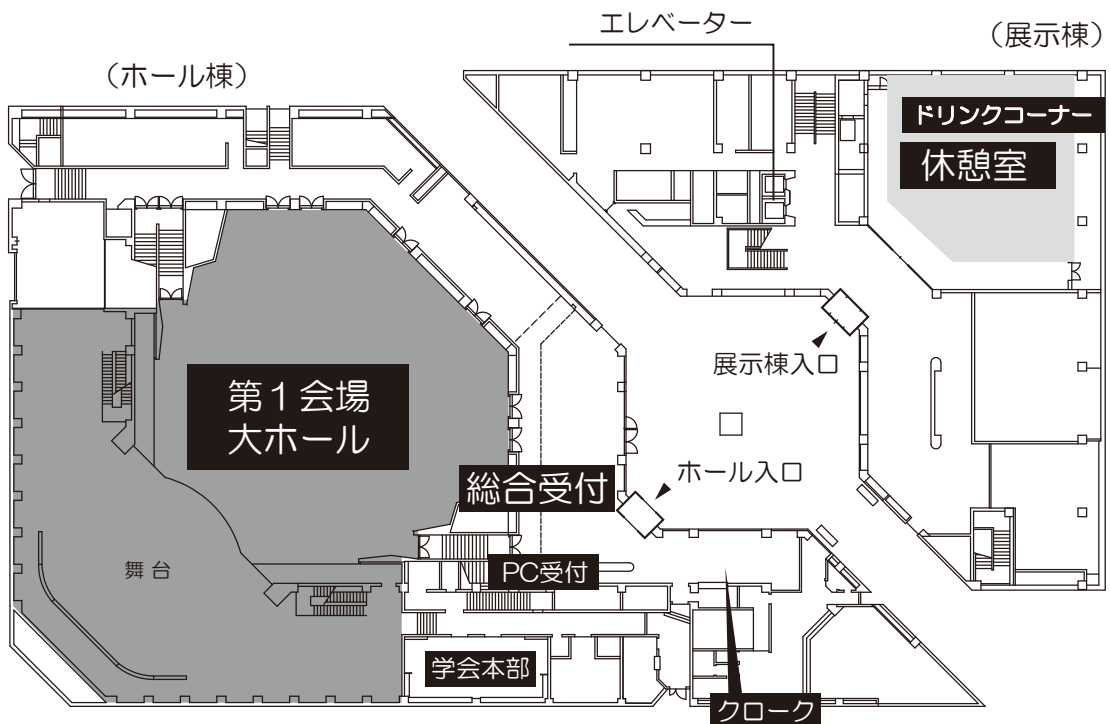 エレベーター
（展示棟）
（ホール棟）
ドリンクコーナー
休憩室
展示棟入口
第１会場
大ホール
ホール入口
総合受付
PC受付
舞台
学会本部
クローク